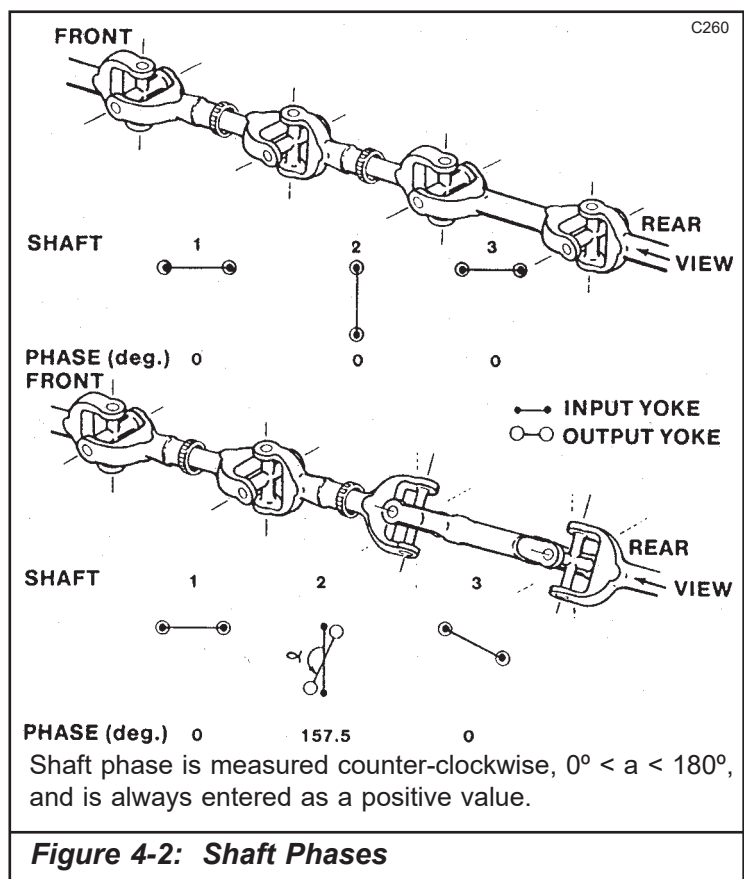 C260
FRONT
REAR
VIEW
SHAFT 1 2 3
PHASE (deg.) 0 0 0
FRONT
INPUT YOKE
OUTPUT YOKE
REAR
VIEW
SHAFT 1 2 3
PHASE (deg.) 0 157.5 0
Shaft phase is measured counter-clockwise, 0º < a < 180º,
and is always entered as a positive value.
Figure 4-2: Shaft Phases